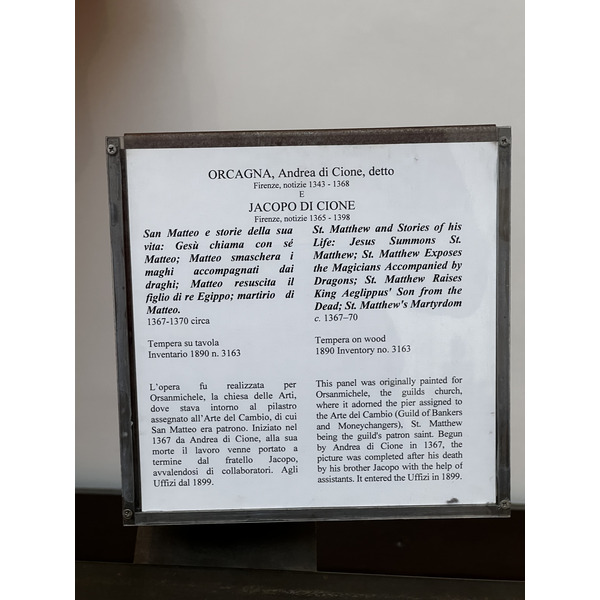 ORCAGNA, Andrea di Cione, detto
Firenze, notizie 1343 - 1368
E
JACOPO DI CIONE
Firenze, notizie 1365 - 1398
San Matteo e storie della sua
vita: Gesù chiama con sé
Matteo; Matteo smaschera i
maghi accompagnati dai
draghi; Matteo resuscita il
figlio di re Egippo; martirio di
Matteo.
1367-1370 circa
Tempera su tavola
Inventario 1890 n. 3163
L'opera fu realizzata per
Orsanmichele, la chiesa delle Arti,
dove stava intorno al pilastro
assegnato all'Arte del Cambio, di cui
San Matteo era patrono. Iniziato nel
1367 da Andrea di Cione, alla sua
morte il lavoro venne portato a
termine dal fratello Jacopo,
avvalendosi di collaboratori. Agli
Uffizi dal 1899.
St. Matthew and Stories of his
Life: Jesus Summons St.
Matthew; St. Matthew Exposes
the Magicians Accompanied by
Dragons; St. Matthew Raises
King Aeglippus' Son from the
Dead; St. Matthew's Martyrdom
c. 1367–70
Tempera on wood
1890 Inventory no. 3163
This panel was originally painted for
Orsanmichele, the guilds church,
where it adorned the pier assigned to
the Arte del Cambio (Guild of Bankers
and Moneychangers), St. Matthew
being the guild's patron saint. Begun
by Andrea di Cione in 1367, the
picture was completed after his death
by his brother Jacopo with the help of
assistants. It entered the Uffizi in 1899.